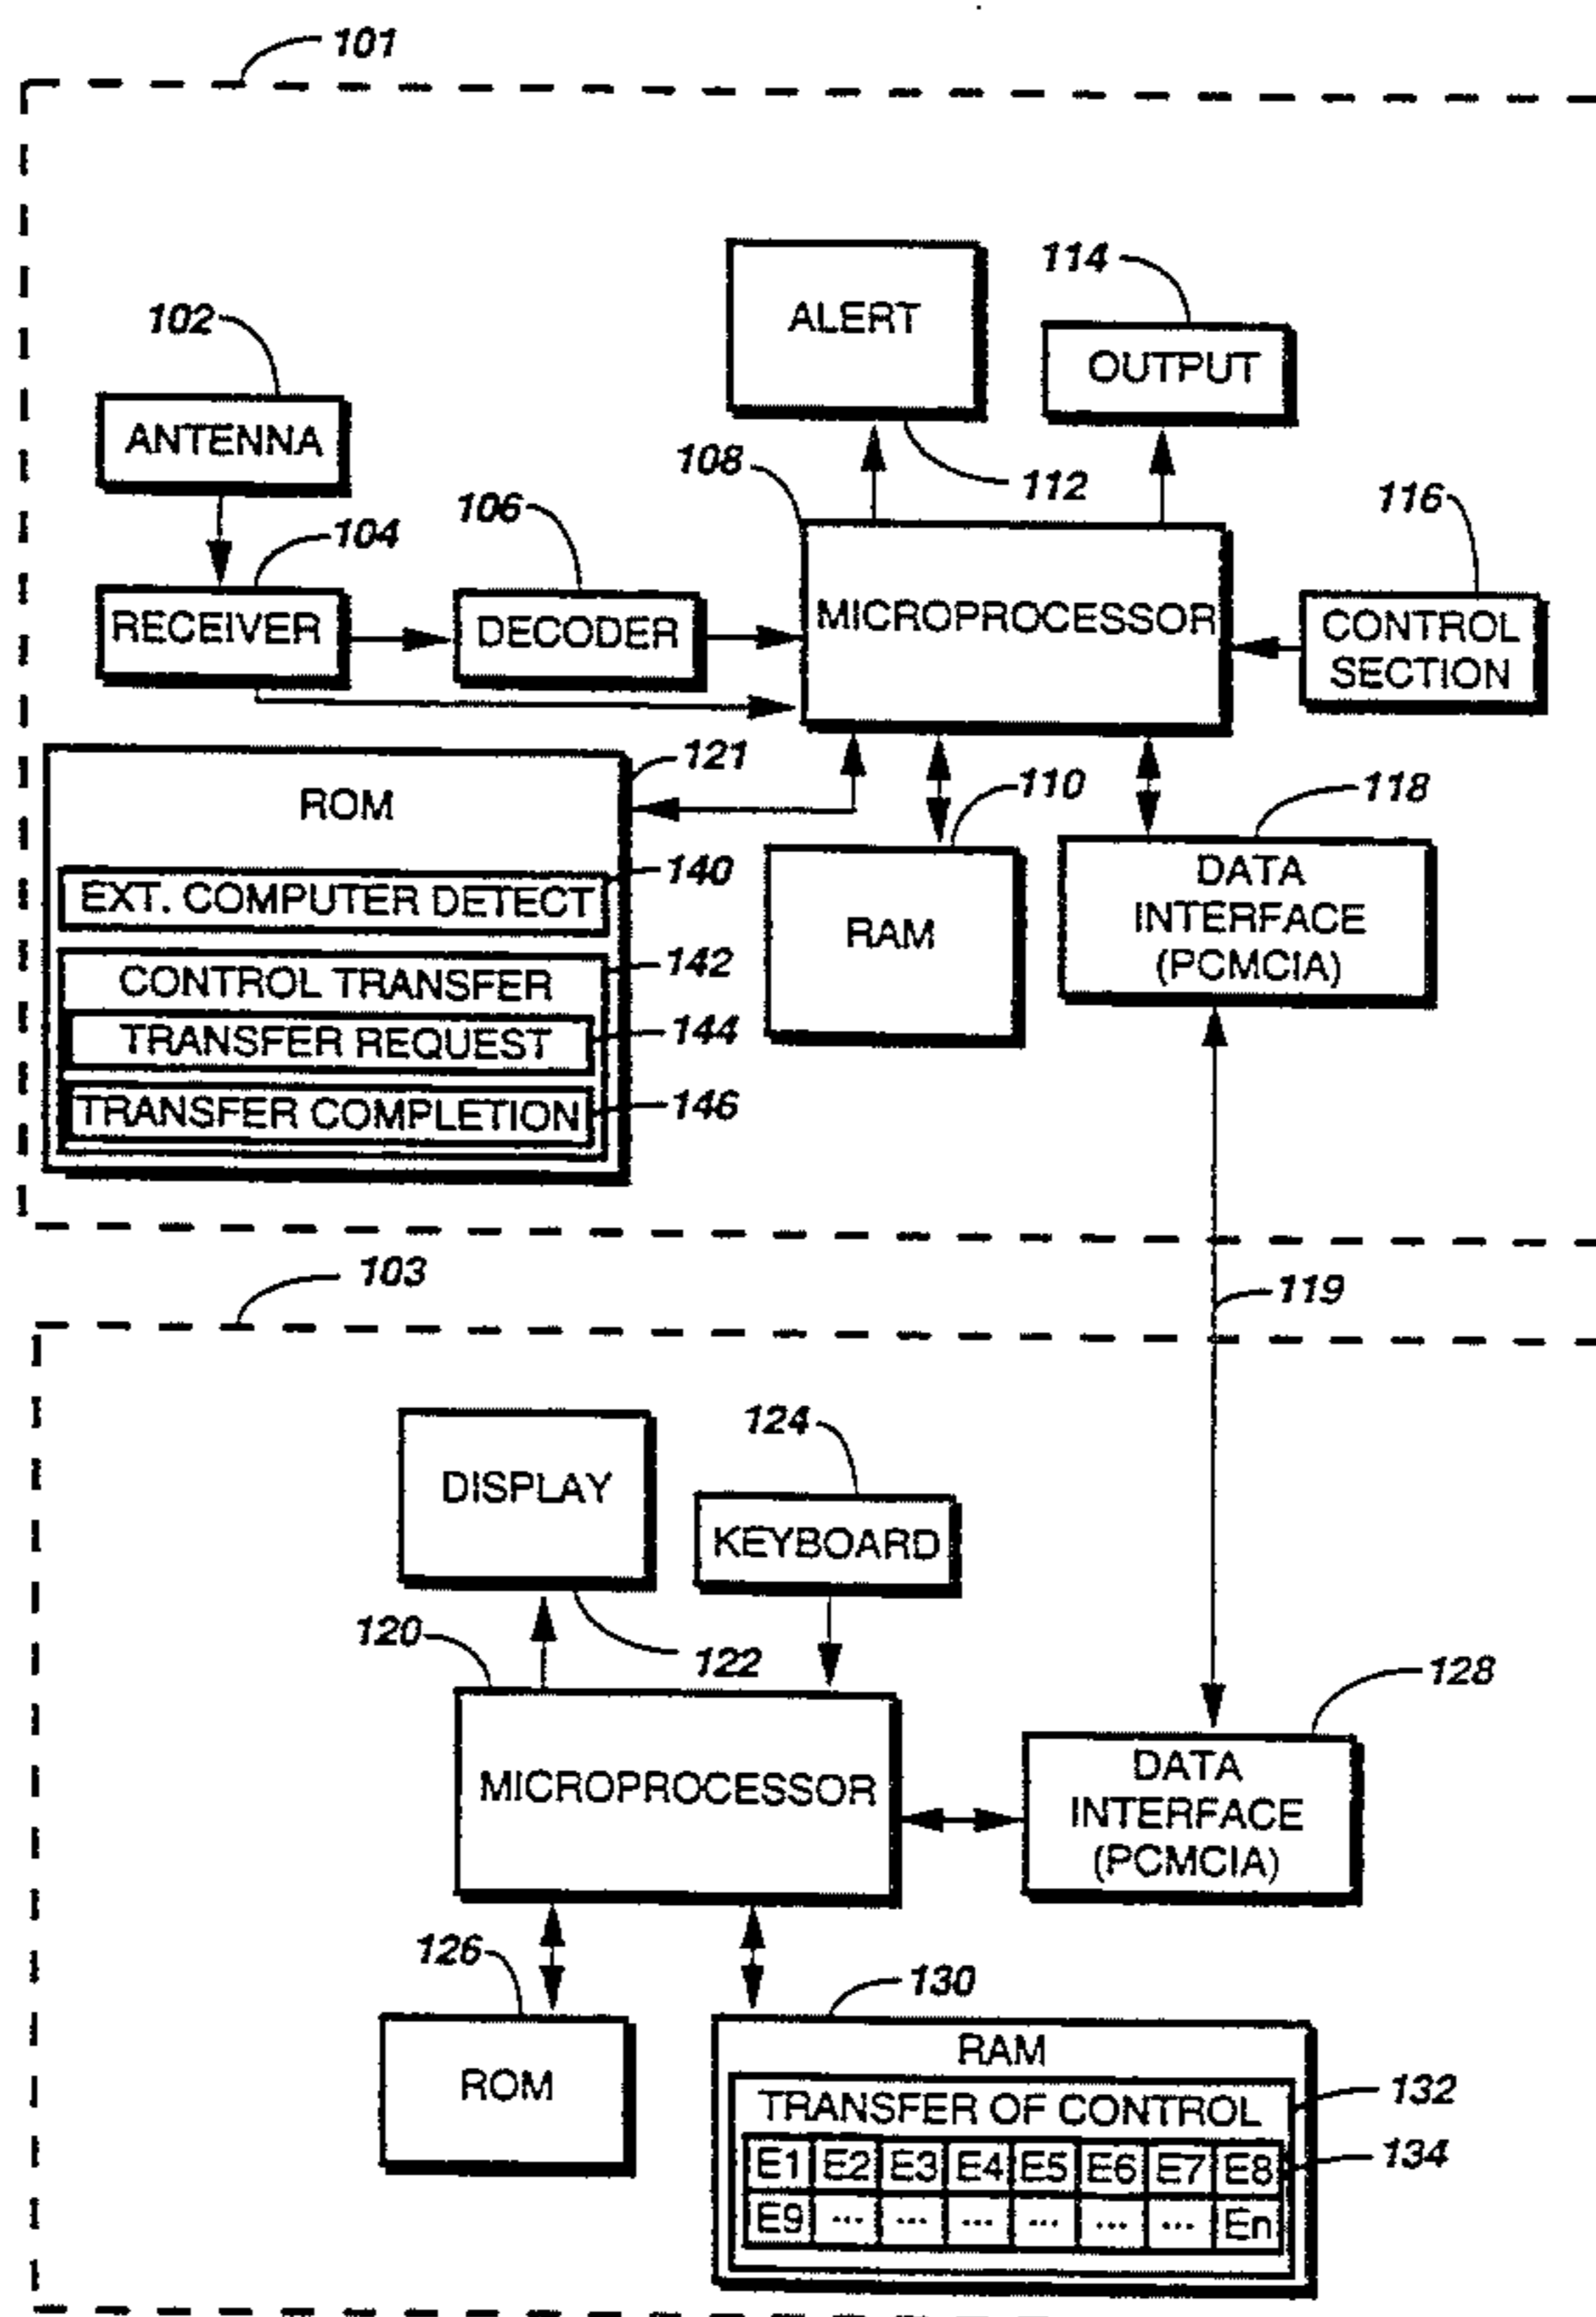 101
ALERT
114
OUTPUT
102
ANTENNA
108
112
116
106
104
RECEIVER
DECODER
MICROPROCESSOR
CONTROL
SECTION
121
ROM
110
118
140
EXT. COMPUTER DETECT
RAM
DATA
INTERFACE
(PCMCIA)
142
CONTROL TRANSFER
144
TRANSFER REQUEST
146
TRANSFER COMPLETION
103
119
DISPLAY
124
KEYBOARD
120
122
128
MICROPROCESSOR
DATA
INTERFACE
(PCMCIA)
126
130
ROM
RAM
132
TRANSFER OF CONTROL
134
E1 E2 E3 E4 E5 E6 E7 E8
E9 ... ... ... ... ... ... En